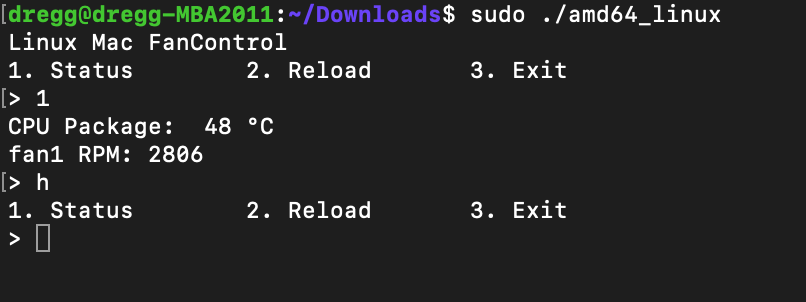 [dregg@dregg-MBA2011:~/Downloads$ sudo ./amd64_linux
Linux Mac FanControl
1. Status        2. Reload       3. Exit
[> 1
CPU Package:  48 °C
fan1 RPM: 2806
[> h
1. Status        2. Reload       3. Exit
>